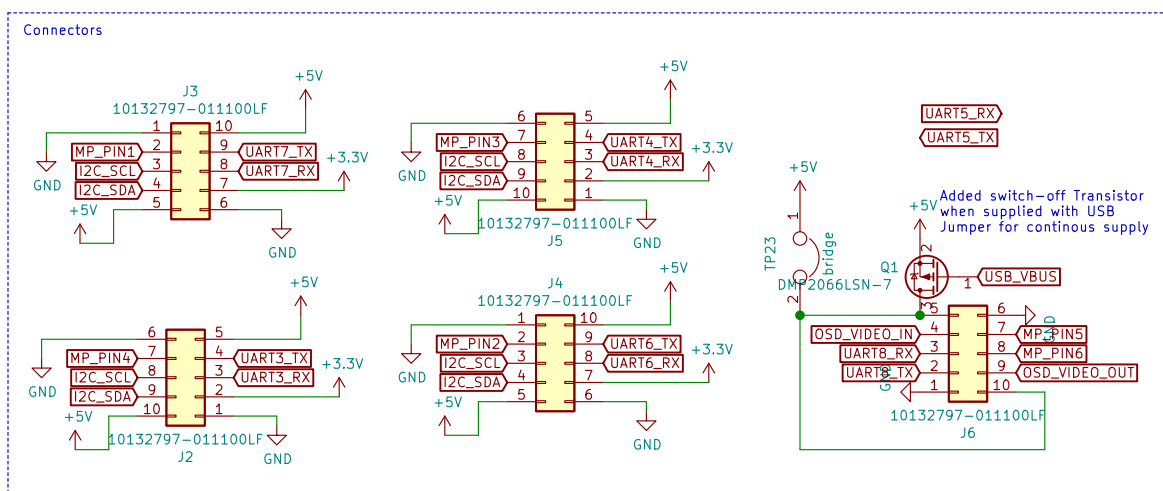 Connectors
J3
10132797-011100LF
+5V
1
10
MP_PIN1
2
9
UART7_TX
I2C_SCL
3
8
UART7_RX
+3.3V
I2C_SDA
4
7
5
6
GND
+5V
GND
+5V
6
5
MP_PIN3
7
4
UART4_TX
I2C_SCL
8
3
UART4_RX
+3.3V
I2C_SDA
9
2
10
1
GND
+5V
GND
10132797-011100LF
J5
UART5_RX
UART5_TX
+5V
1
TP23
bridge
2
Added switch-off Transistor
when supplied with USB
Jumper for continous supply
+5V
2
Q1
DMP2066LSN-7
1
USB_VBUS
3
+5V
6
5
MP_PIN4
7
4
UART3_TX
I2C_SCL
8
3
UART3_RX
+3.3V
I2C_SDA
9
2
10
1
GND
+5V
GND
10132797-011100LF
J2
J4
10132797-011100LF
+5V
1
10
MP_PIN2
2
9
UART6_TX
I2C_SCL
3
8
UART6_RX
+3.3V
I2C_SDA
4
7
5
6
GND
+5V
GND
5
6
GND
OSD_VIDEO_IN
4
7
MP_PIN5
UART8_RX
3
8
MP_PIN6
UART8_TX
2
9
OSD_VIDEO_OUT
GND
1
10
10132797-011100LF
J6